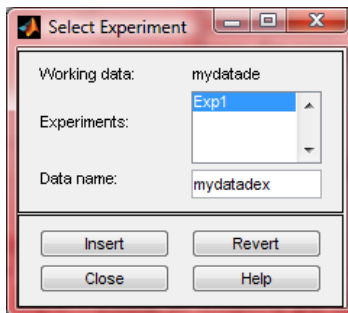 Select Experiment
Working data: mydatade
Experiments: Exp1
Data name: mydatadex
Insert Revert
Close Help